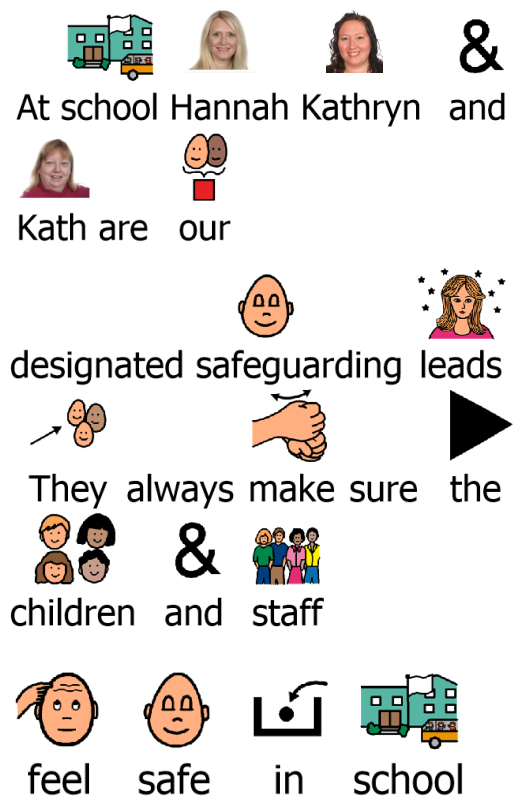 &
At school Hannah Kathryn and
Kath are our
designated safeguarding leads
They always make sure the
&
children and staff
feel safe in school